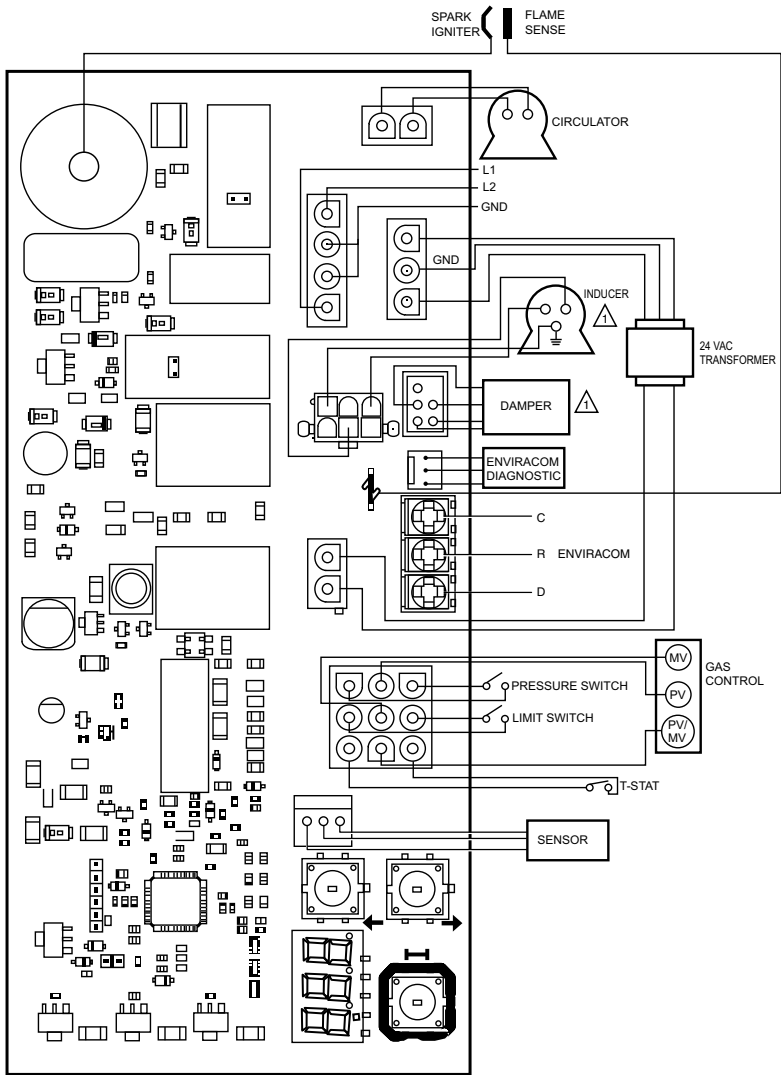 SPARK
IGNITER
FLAME
SENSE
CIRCULATOR
L1
L2
GND
GND
INDUCER
1
24 VAC
TRANSFORMER
DAMPER
1
ENVIRACOM
DIAGNOSTIC
C
R ENVIRACOM
D
MV
GAS
CONTROL
PRESSURE SWITCH
PV
LIMIT SWITCH
PV/
MV
T-STAT
SENSOR